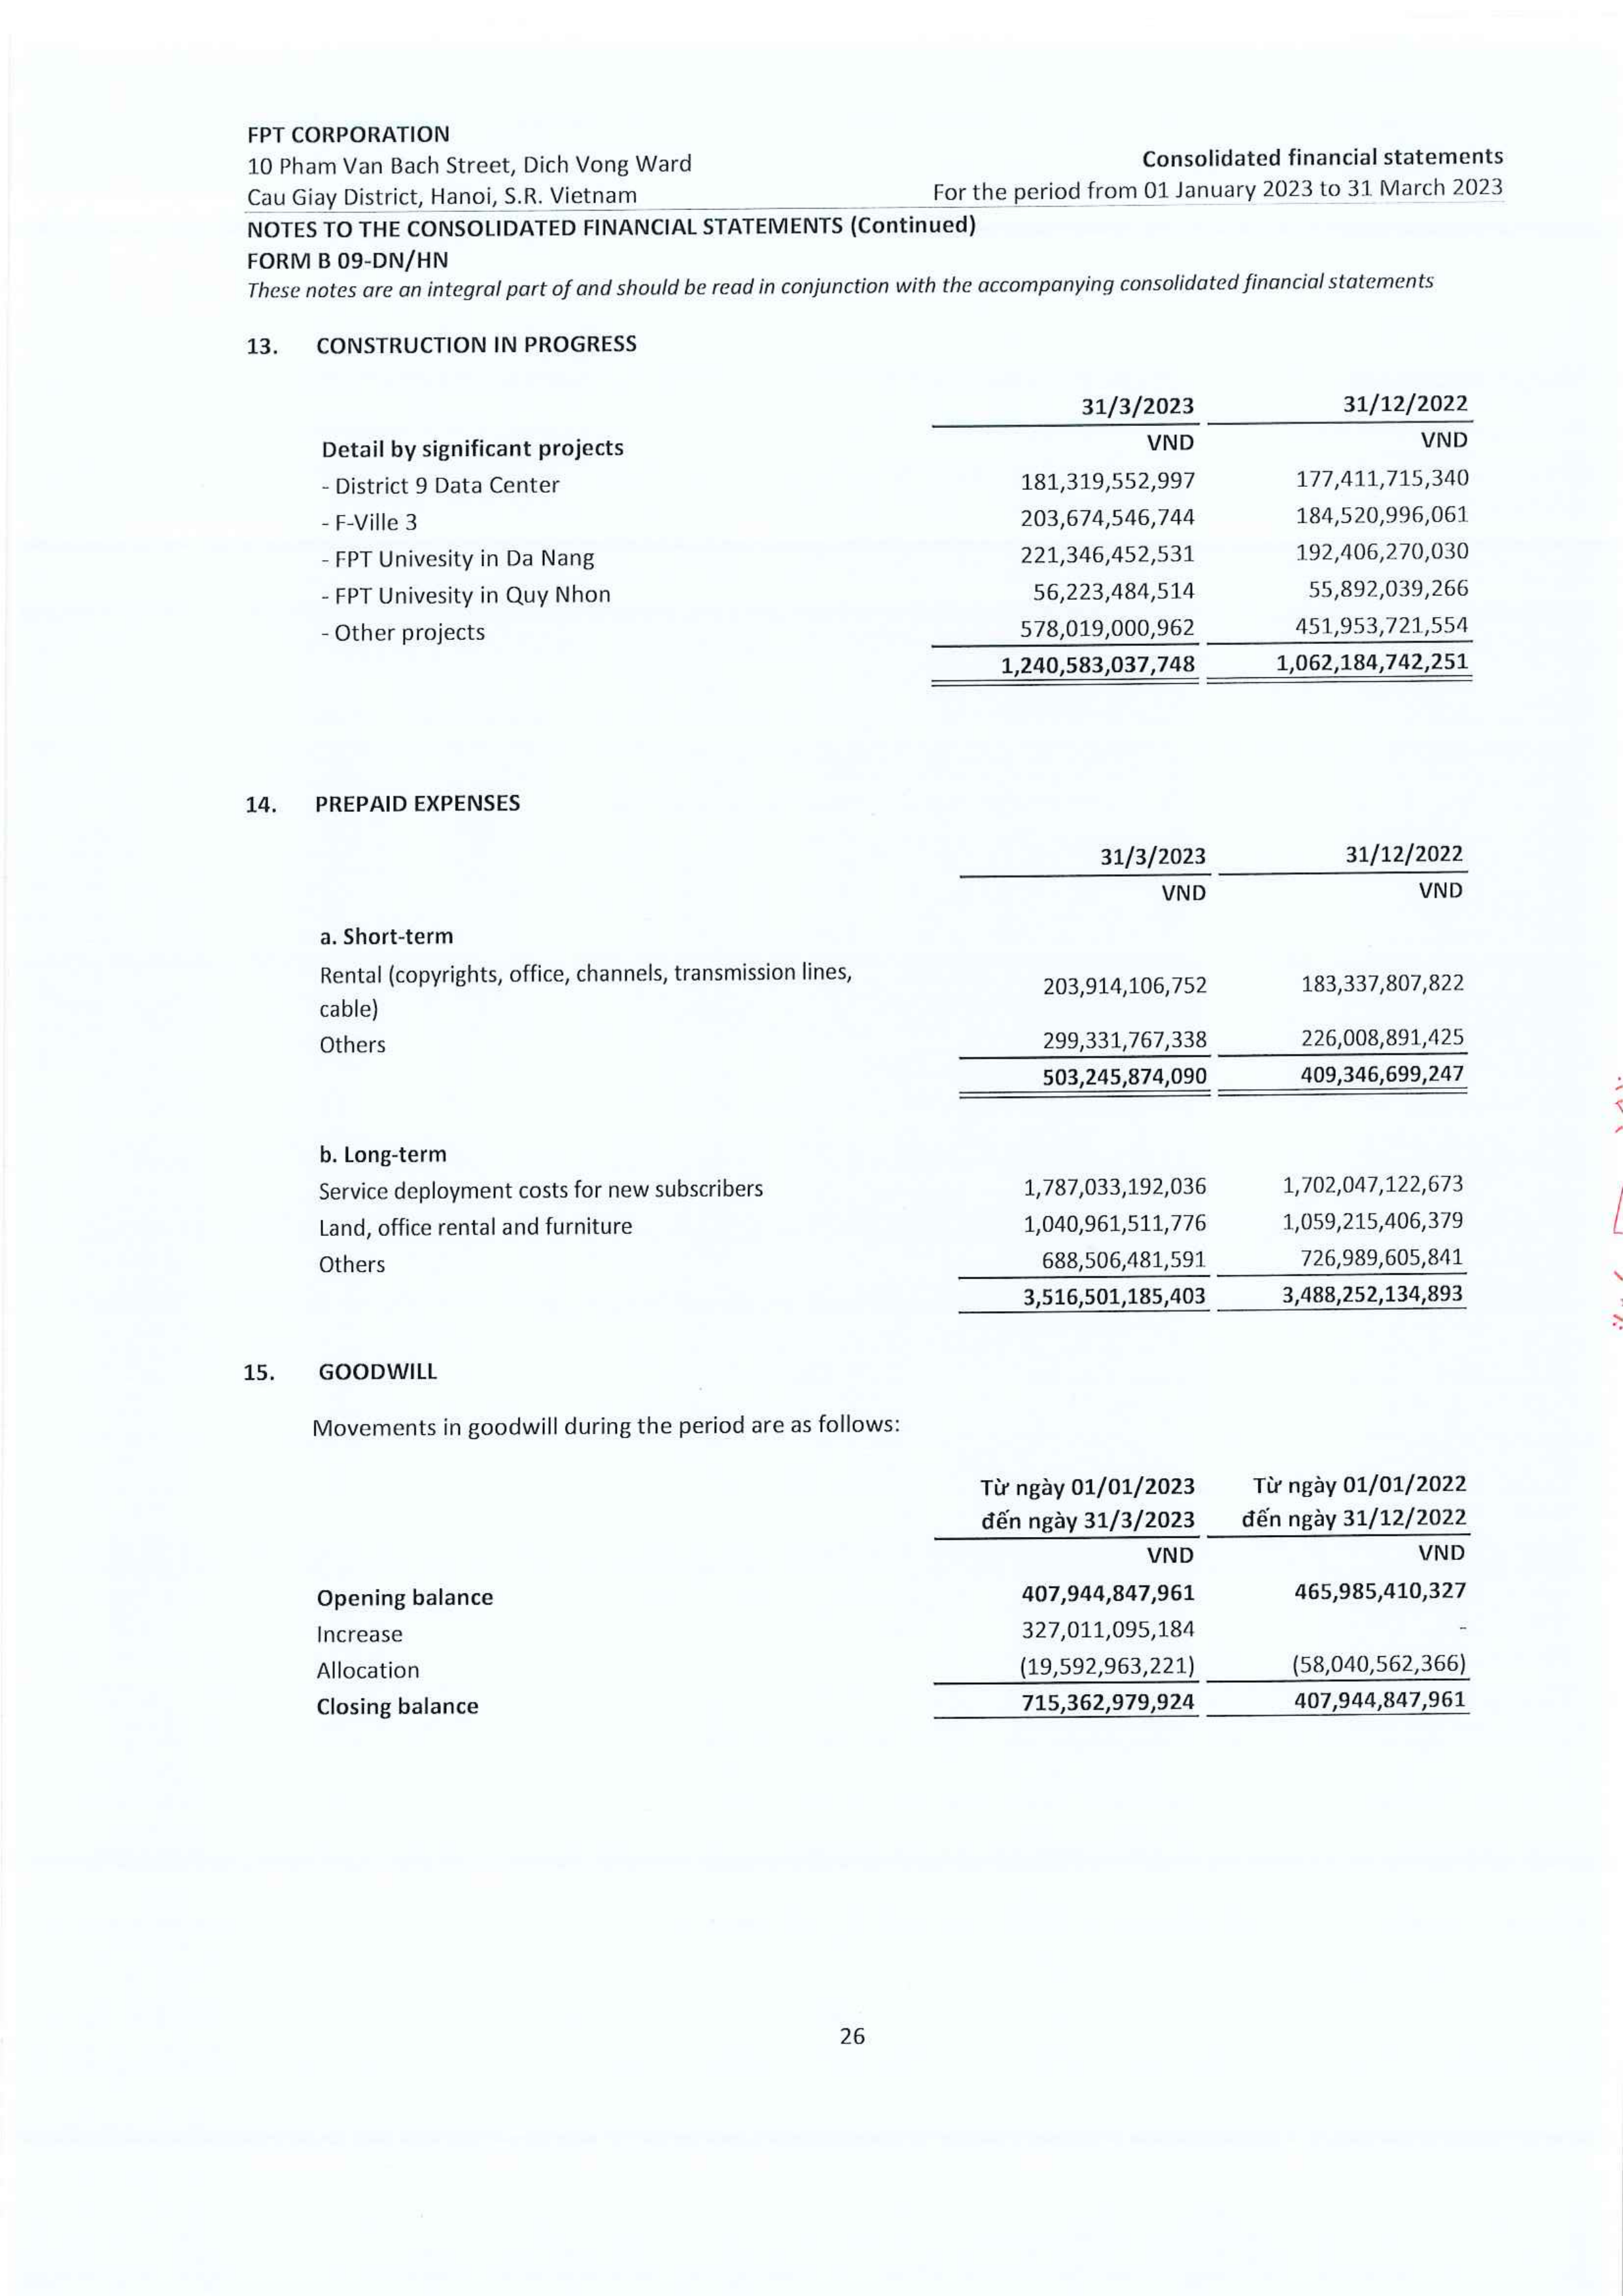 FPT CORPORATION
10 Pham Van Bach Street, Dich Vong Ward
Cau Giay District, Hanoi, S.R. Vietnam
Consolidated financial statements
For the period from 01 January 2023 to 31 March 2023
NOTES TO THE CONSOLIDATED FINANCIAL STATEMENTS (Continued)
FORM B 09-DN/HN
These notes are an integral part of and should be read in conjunction with the accompanying consolidated financial statements
13. CONSTRUCTION IN PROGRESS
31/3/2023 31/12/2022
Detail by significant projects VND VND
- District 9 Data Center 181,319,552,997 177,411,715,340
- F-Ville 3 203,674,546,744 184,520,996,061
- FPT Univesity in Da Nang 221,346,452,531 192,406,270,030
- FPT Univesity in Quy Nhon 56,223,484,514 55,892,039,266
- Other projects 578,019,000,962 451,953,721,554
1,240,583,037,748 1,062,184,742,251
14. PREPAID EXPENSES
31/3/2023 31/12/2022
VND VND
a. Short-term
Rental (copyrights, office, channels, transmission lines,
cable) 203,914,106,752 183,337,807,822
Others 299,331,767,338 226,008,891,425
503,245,874,090 409,346,699,247
b. Long-term
Service deployment costs for new subscribers 1,787,033,192,036 1,702,047,122,673
Land, office rental and furniture 1,040,961,511,776 1,059,215,406,379
Others 688,506,481,591 726,989,605,841
3,516,501,185,403 3,488,252,134,893
15. GOODWILL
Movements in goodwill during the period are as follows:
Từ ngày 01/01/2023 Từ ngày 01/01/2022
đến ngày 31/3/2023 đến ngày 31/12/2022
VND VND
Opening balance 407,944,847,961 465,985,410,327
Increase 327,011,095,184 -
Allocation (19,592,963,221) (58,040,562,366)
Closing balance 715,362,979,924 407,944,847,961
26